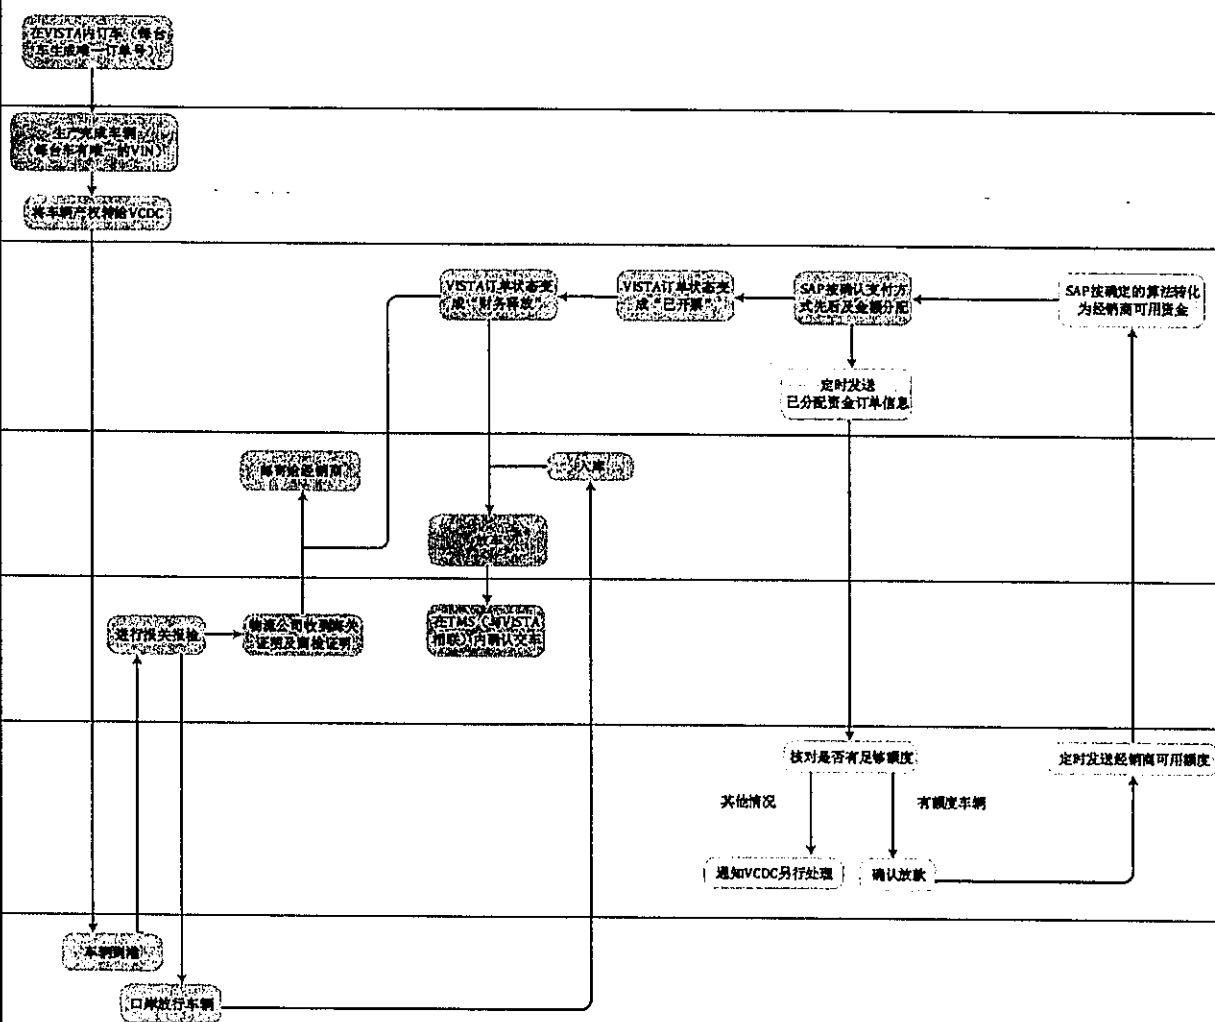 在EVISTA内订车（每台
车生成唯一订单号）
生产完成车辆
（每台车有唯一的VIN）
将车辆产权转给VCDC
VISTA订单状态变
成“财务释放”
VISTA订单状态变
成“已开票”
SAP按确认支付方
式先后及金额分配
SAP按确定的算法转化
为经销商可用资金
定时发送
已分配资金订单信息
邮寄给经销商
入库
放车
进行报关报检
物流公司收到海关
证明及商检证明
在TMS（与VISTA
相联）内确认交车
核对是否有足够额度
定时发送经销商可用额度
其他情况
有额度车辆
通知VCDC另行处理
确认放款
车辆到港
口岸放行车辆